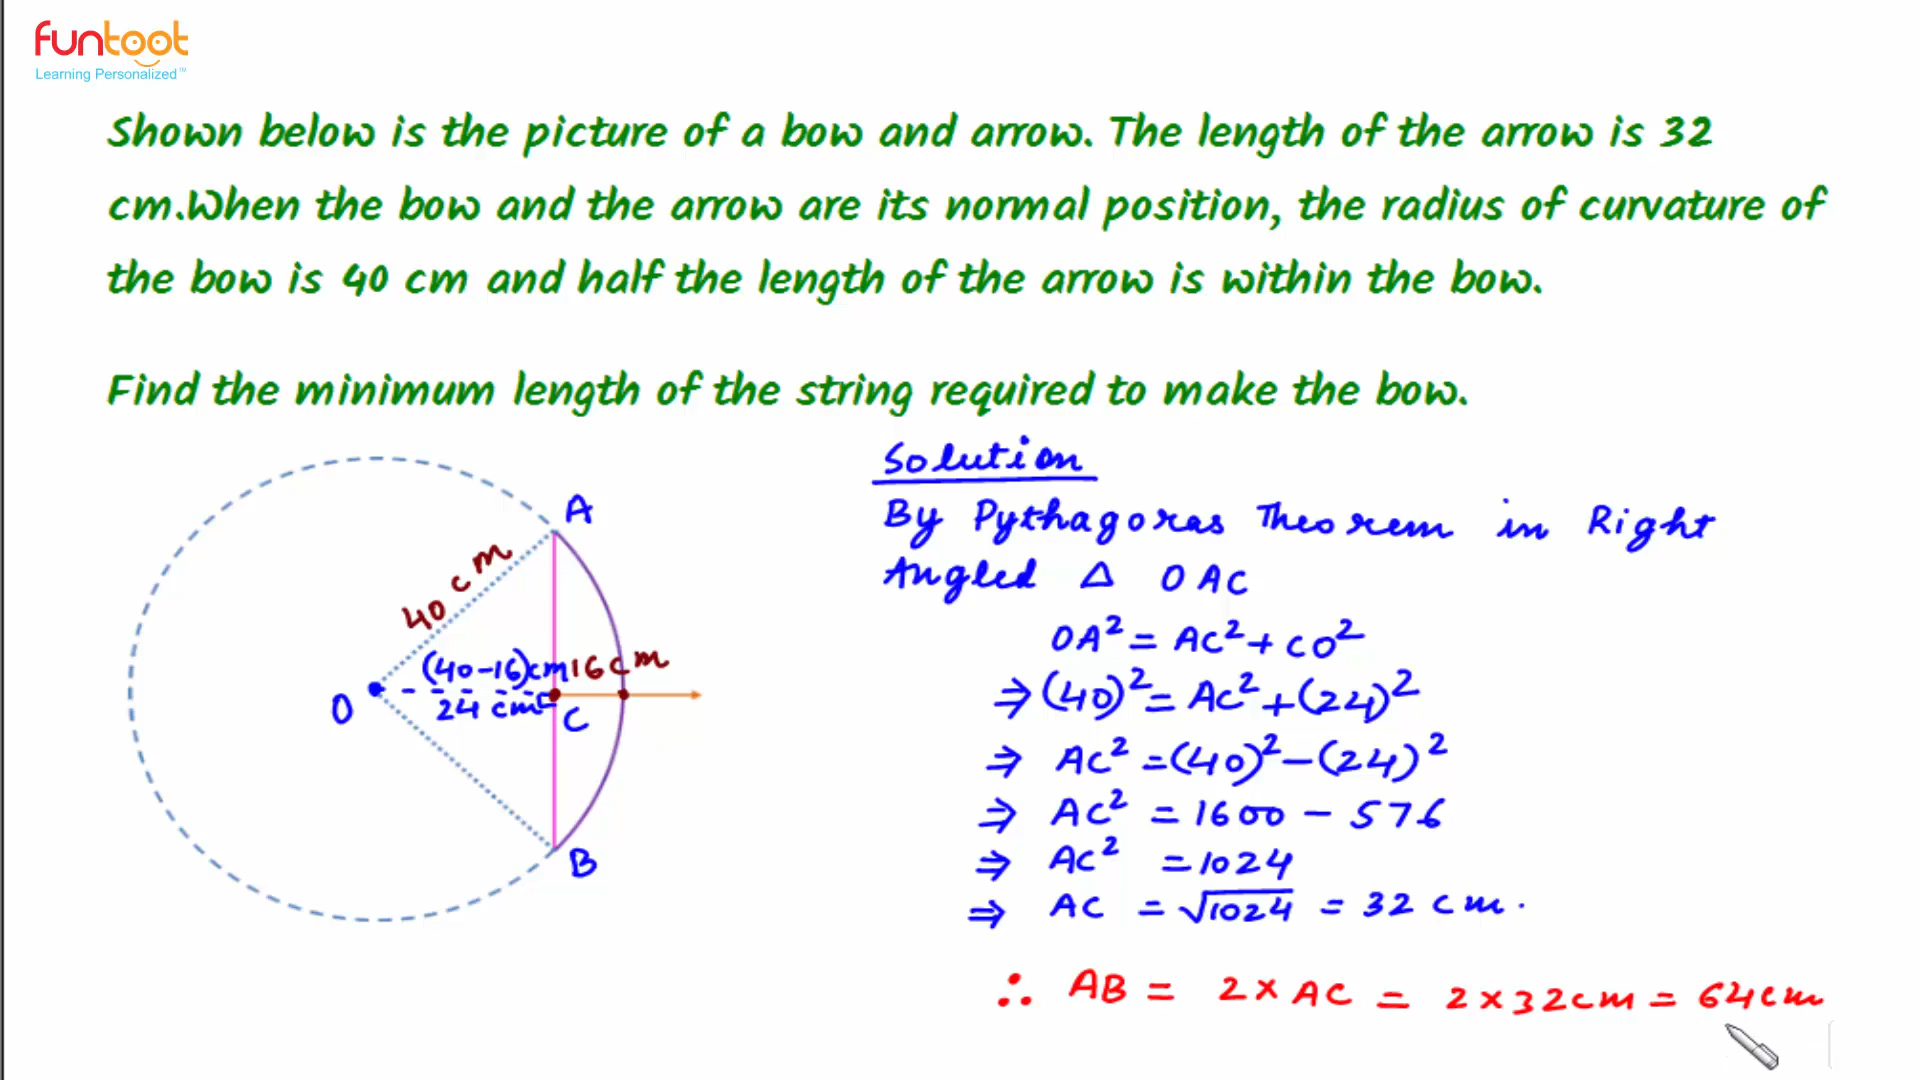 funtoot
Learning Personalized™
Shown below is the picture of a bow and arrow. The length of the arrow is 32
cm.When the bow and the arrow are its normal position, the radius of curvature of
the bow is 40 cm and half the length of the arrow is within the bow.
Find the minimum length of the string required to make the bow.
A
40 cm
(40-16)cm 16cm
O
24 cm
C
B
Solution
By Pythagoras Theorem in Right
Angled △ OAC
OA² = AC² + CO²
⇒ (40)² = AC² + (24)²
⇒ AC² = (40)² - (24)²
⇒ AC² = 1600 - 576
⇒ AC² = 1024
⇒ AC = √1024 = 32 cm.
∴ AB = 2 × AC = 2 × 32cm = 64cm